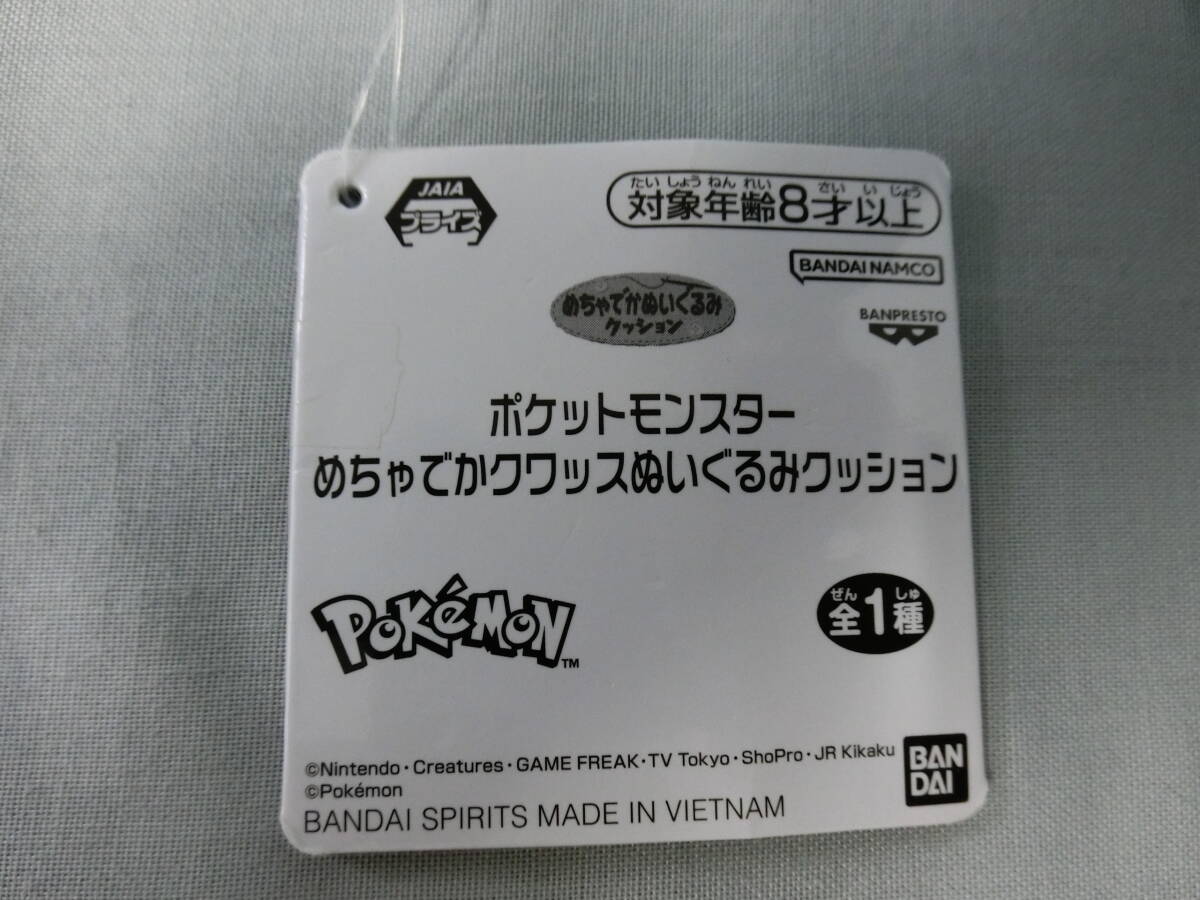 JAIA
プライズ
たいしょうねんれい さい いじょう
対象年齢8才以上
BANDAI NAMCO
めちゃでかぬいぐるみ
クッション
BANPRESTO
ポケットモンスター
めちゃでかクワッスぬいぐるみクッション
POKéMON™
ぜん しゅ
全1種
©Nintendo・Creatures・GAME FREAK・TV Tokyo・ShoPro・JR Kikaku
©Pokémon
BANDAI SPIRITS MADE IN VIETNAM
BAN
DAI